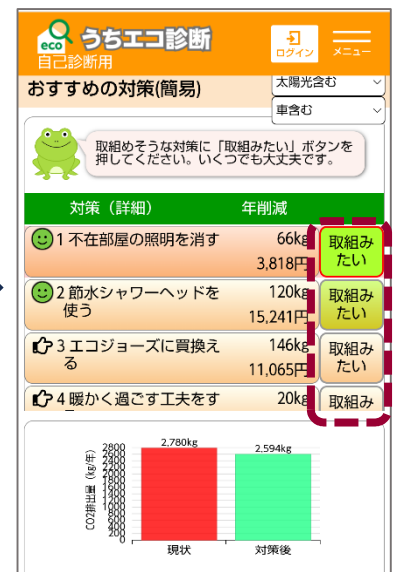 eco うちエコ診断
自己診断用
ログイン
メニュー
おすすめの対策(簡易)
太陽光含む
車含む
取組めそうな対策に「取組みたい」ボタンを
押してください。いくつでも大丈夫です。
対策（詳細）
年削減
1 不在部屋の照明を消す
66kg
3,818円
取組み
たい
2 節水シャワーヘッドを
使う
120kg
15,241円
取組み
たい
3 エコジョーズに買換え
る
146kg
11,065円
取組み
たい
4 暖かく過ごす工夫をす
20kg
取組み
CO2排出量（kg/年）
2800
2600
2400
2200
2000
1800
1600
1400
1200
1000
800
600
400
200
0
2,780kg
2,594kg
現状
対策後